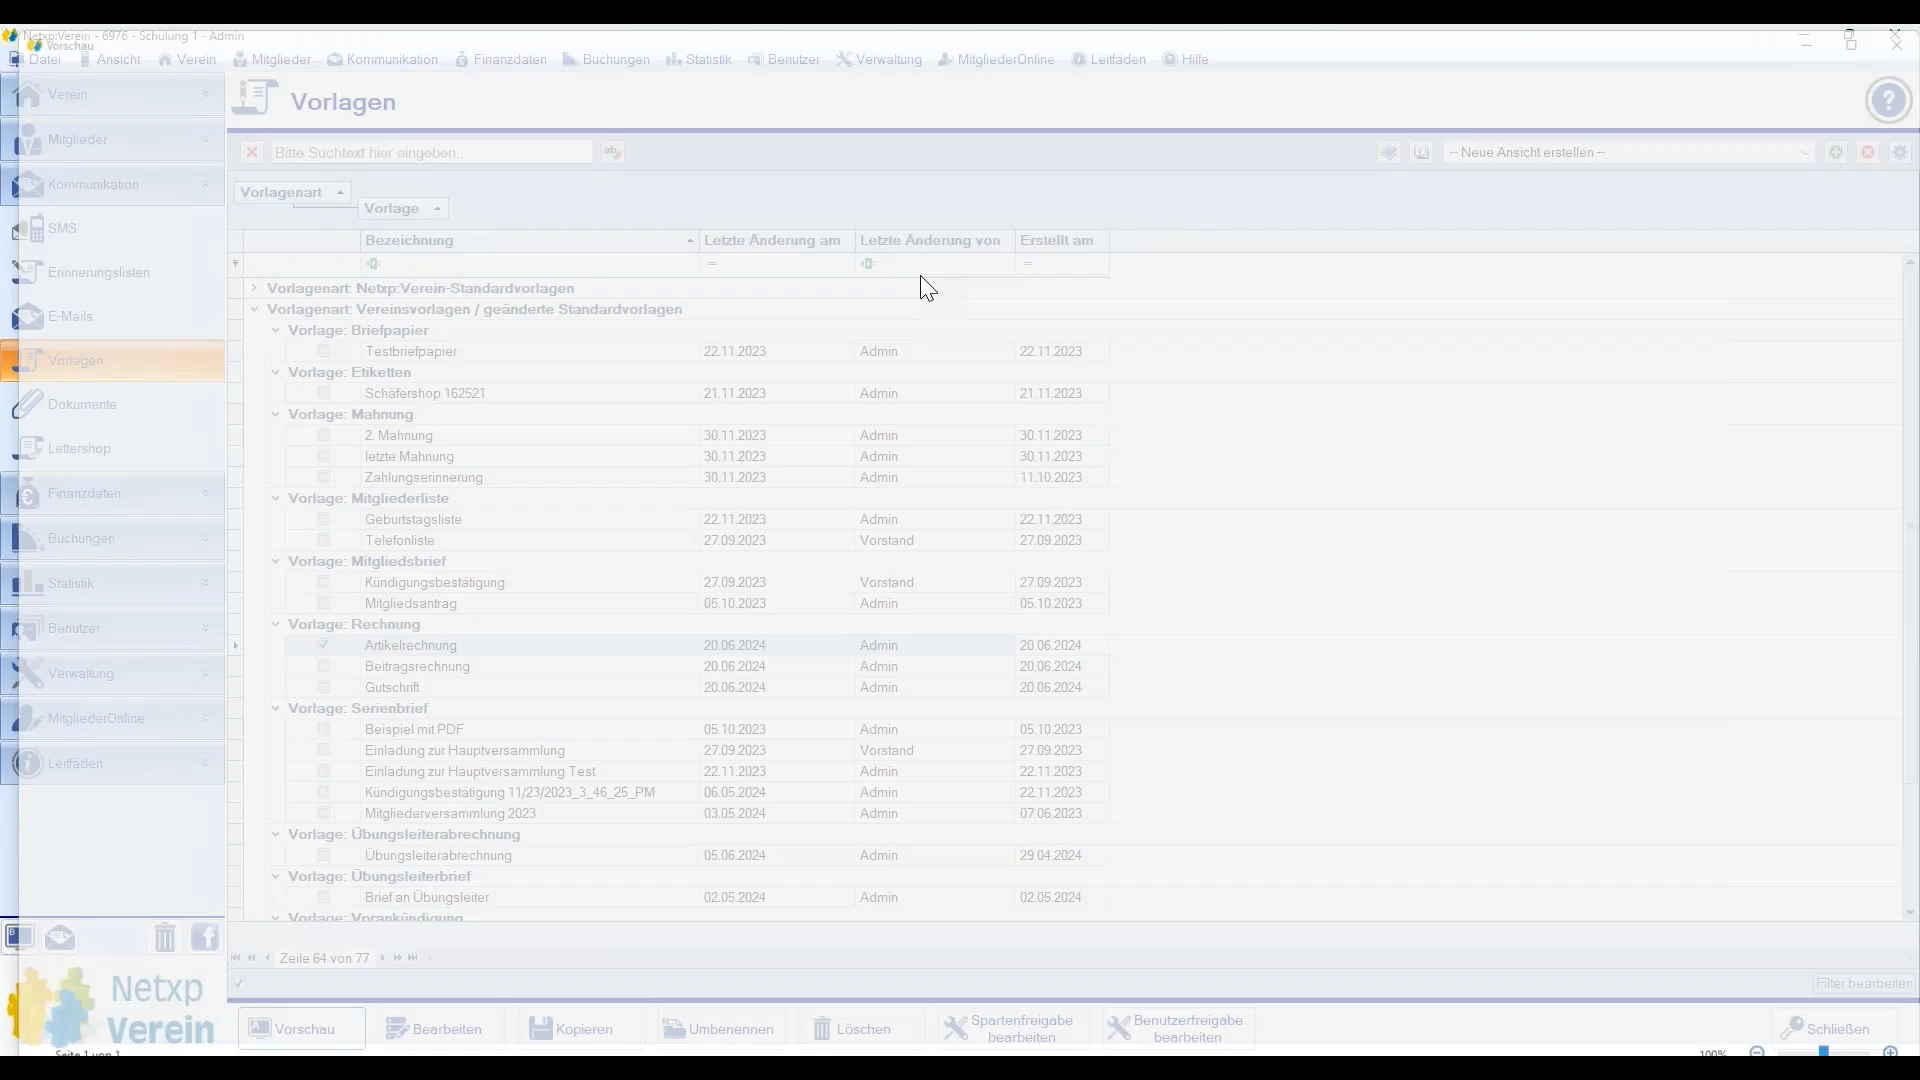 Netxp:Verein - 6976 - Schulung 1 - Admin
Vorschau
Datei Ansicht Verein Mitglieder Kommunikation Finanzdaten Buchungen Statistik Benutzer Verwaltung MitgliederOnline Leitfäden Hilfe
Verein
Mitglieder
Kommunikation
SMS
Erinnerungslisten
E-Mails
Vorlagen
Dokumente
Lettershop
Finanzdaten
Buchungen
Statistik
Benutzer
Verwaltung
MitgliederOnline
Leitfäden
Netxp
Verein
Seite 1 von 1
Vorlagen
Bitte Suchtext hier eingeben...
-- Neue Ansicht erstellen --
Vorlagenart
Vorlage
Bezeichnung Letzte Änderung am Letzte Änderung von Erstellt am
= =
Vorlagenart: Netxp:Verein-Standardvorlagen
Vorlagenart: Vereinsvorlagen / geänderte Standardvorlagen
Vorlage: Briefpapier
Testbriefpapier 22.11.2023 Admin 22.11.2023
Vorlage: Etiketten
Schäfershop 162521 21.11.2023 Admin 21.11.2023
Vorlage: Mahnung
2. Mahnung 30.11.2023 Admin 30.11.2023
letzte Mahnung 30.11.2023 Admin 30.11.2023
Zahlungserinnerung 30.11.2023 Admin 11.10.2023
Vorlage: Mitgliederliste
Geburtstagsliste 22.11.2023 Admin 22.11.2023
Telefonliste 27.09.2023 Vorstand 27.09.2023
Vorlage: Mitgliedsbrief
Kündigungsbestätigung 27.09.2023 Vorstand 27.09.2023
Mitgliedsantrag 05.10.2023 Admin 05.10.2023
Vorlage: Rechnung
Artikelrechnung 20.06.2024 Admin 20.06.2024
Beitragsrechnung 20.06.2024 Admin 20.06.2024
Gutschrift 20.06.2024 Admin 20.06.2024
Vorlage: Serienbrief
Beispiel mit PDF 05.10.2023 Admin 05.10.2023
Einladung zur Hauptversammlung 27.09.2023 Vorstand 27.09.2023
Einladung zur Hauptversammlung Test 22.11.2023 Admin 22.11.2023
Kündigungsbestätigung 11/23/2023_3_46_25_PM 06.05.2024 Admin 22.11.2023
Mitgliederversammlung 2023 03.05.2024 Admin 07.06.2023
Vorlage: Übungsleiterabrechnung
Übungsleiterabrechnung 05.06.2024 Admin 29.04.2024
Vorlage: Übungsleiterbrief
Brief an Übungsleiter 02.05.2024 Admin 02.05.2024
Vorlage: Vorankündigung
Zeile 64 von 77
Filter bearbeiten
Vorschau Bearbeiten Kopieren Umbenennen Löschen Spartenfreigabe bearbeiten Benutzerfreigabe bearbeiten Schließen
100%